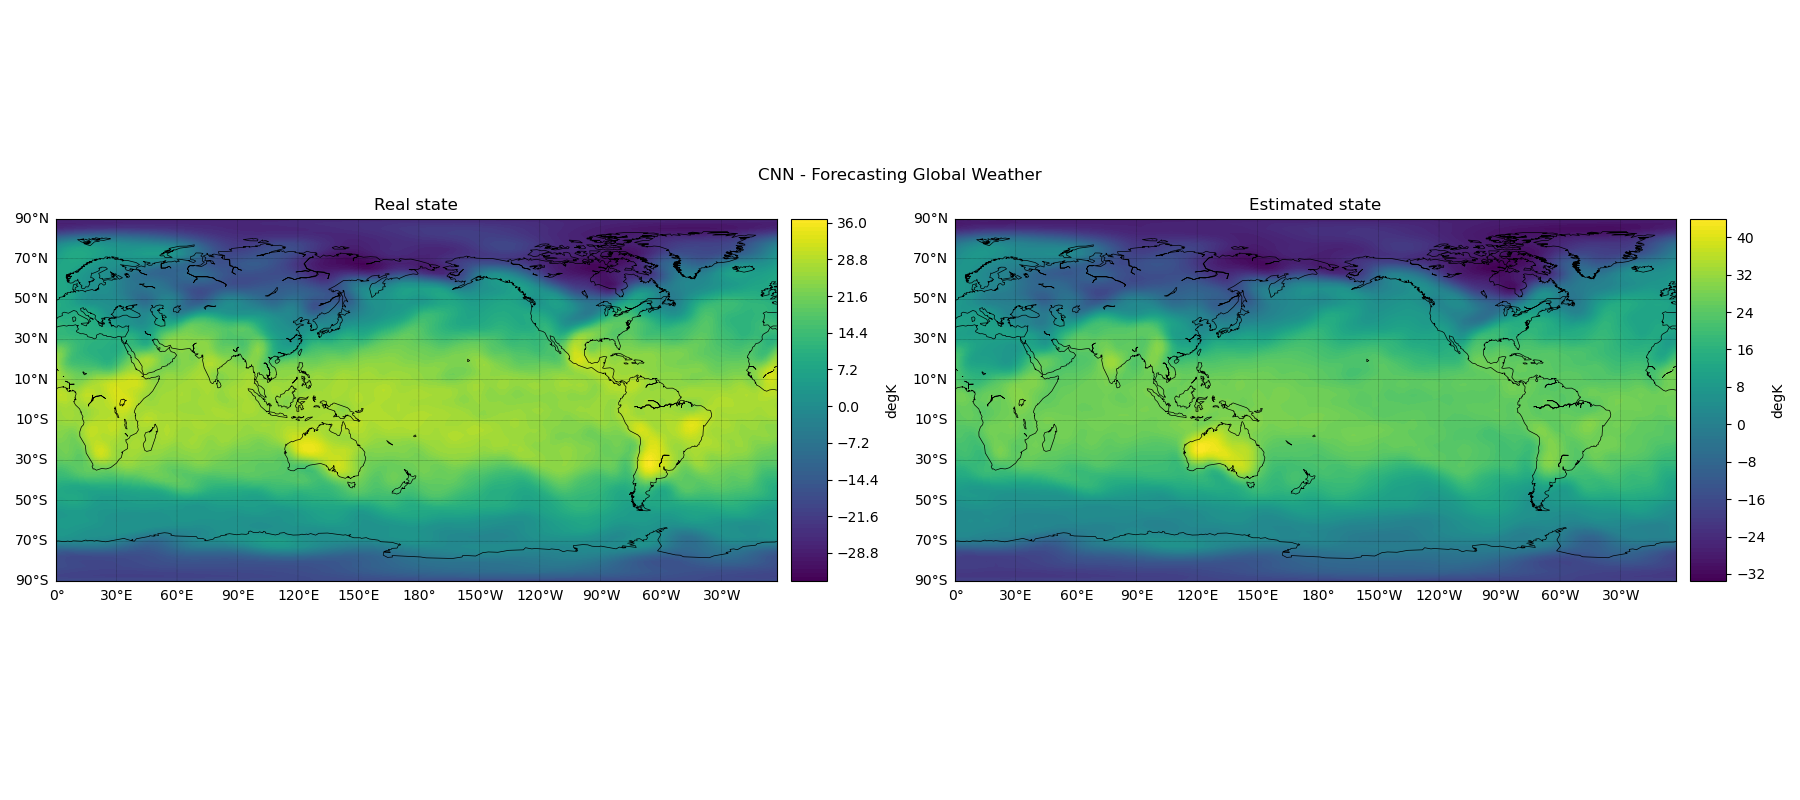 CNN - Forecasting Global Weather
Real state
90°N
70°N
50°N
30°N
10°N
10°S
30°S
50°S
70°S
90°S
0° 30°E 60°E 90°E 120°E 150°E 180° 150°W 120°W 90°W 60°W 30°W
36.0
28.8
21.6
14.4
7.2
0.0
−7.2
−14.4
−21.6
−28.8
degK
Estimated state
90°N
70°N
50°N
30°N
10°N
10°S
30°S
50°S
70°S
90°S
0° 30°E 60°E 90°E 120°E 150°E 180° 150°W 120°W 90°W 60°W 30°W
40
32
24
16
8
0
−8
−16
−24
−32
degK